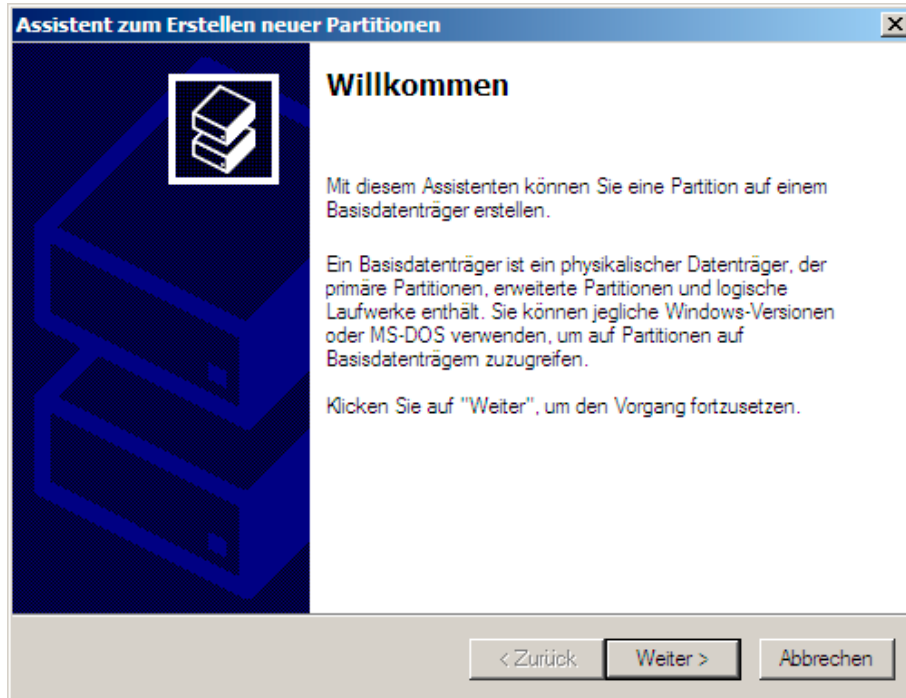 Assistent zum Erstellen neuer Partitionen
Willkommen
Mit diesem Assistenten können Sie eine Partition auf einem
Basisdatenträger erstellen.
Ein Basisdatenträger ist ein physikalischer Datenträger, der
primäre Partitionen, erweiterte Partitionen und logische
Laufwerke enthält. Sie können jegliche Windows-Versionen
oder MS-DOS verwenden, um auf Partitionen auf
Basisdatenträgern zuzugreifen.
Klicken Sie auf "Weiter", um den Vorgang fortzusetzen.
< Zurück
Weiter >
Abbrechen